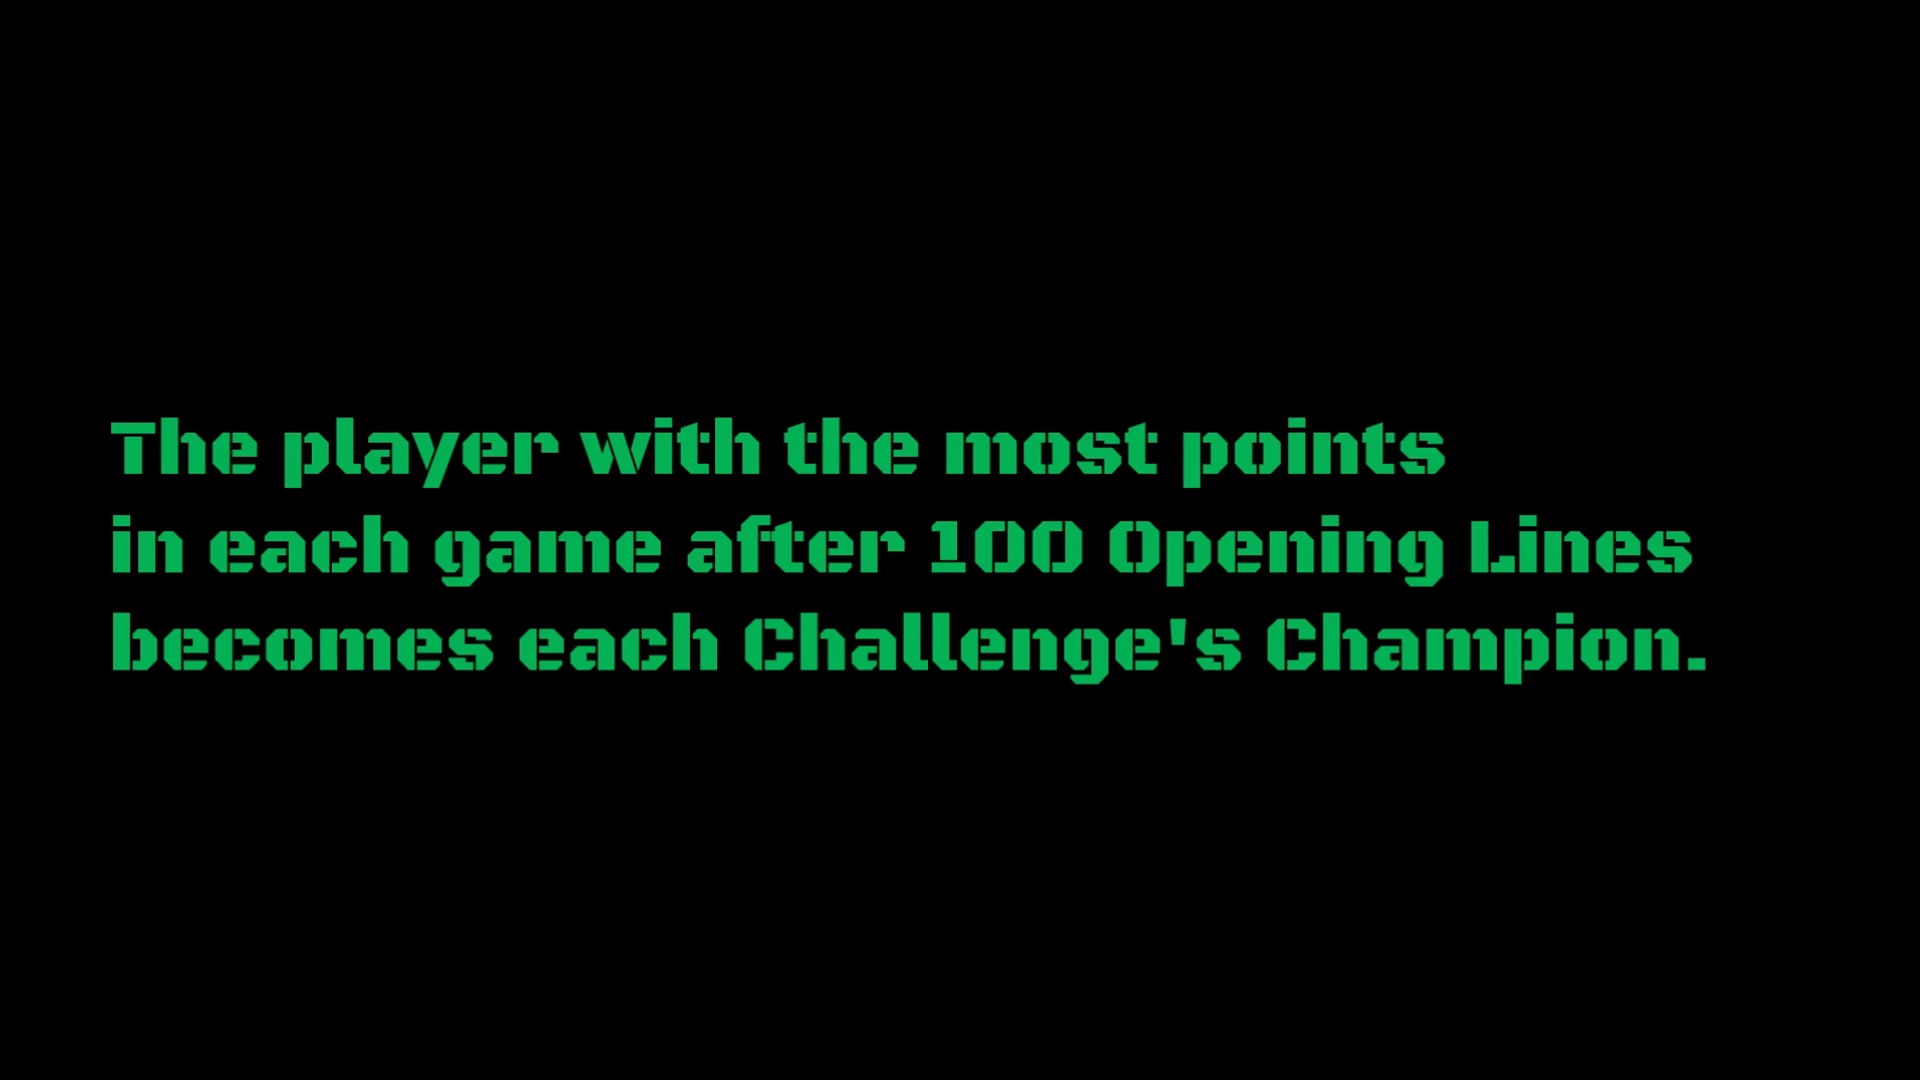 The player with the most points
in each game after 100 Opening Lines
becomes each Challenge's Champion.